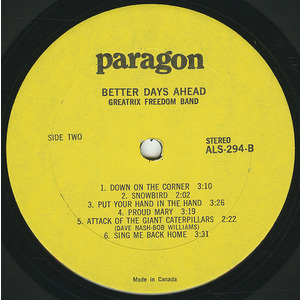 paragon
BETTER DAYS AHEAD
GREATRIX FREEDOM BAND
SIDE TWO
STEREO
ALS-294-B
1. DOWN ON THE CORNER 3:10
2. SNOWBIRD 2:02
3. PUT YOUR HAND IN THE HAND 3:26
4. PROUD MARY 3:19
5. ATTACK OF THE GIANT CATERPILLARS 2:22
(DAVE NASH-BOB WILLIAMS)
6. SING ME BACK HOME 3:31
Made in Canada